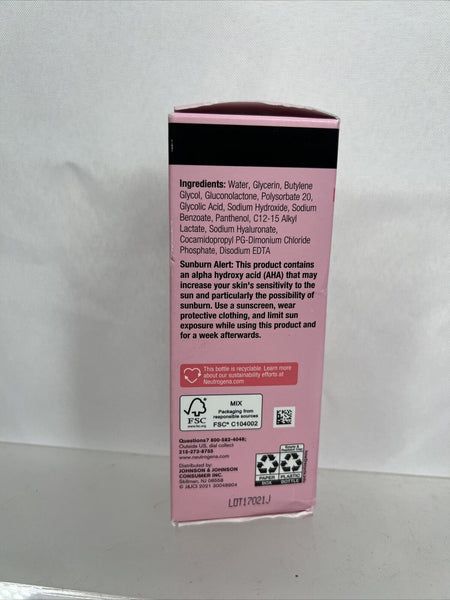 Ingredients: Water, Glycerin, Butylene
Glycol, Gluconolactone, Polysorbate 20,
Glycolic Acid, Sodium Hydroxide, Sodium
Benzoate, Panthenol, C12-15 Alkyl
Lactate, Sodium Hyaluronate,
Cocamidopropyl PG-Dimonium Chloride
Phosphate, Disodium EDTA
Sunburn Alert: This product contains
an alpha hydroxy acid (AHA) that may
increase your skin's sensitivity to the
sun and particularly the possibility of
sunburn. Use a sunscreen, wear
protective clothing, and limit sun
exposure while using this product and
for a week afterwards.
This bottle is recyclable. Learn more
about our sustainability efforts at
Neutrogena.com
FSC
www.fsc.org
MIX
Packaging from
responsible sources
FSC® C104002
Questions? 800-582-4048;
Outside US, dial collect
215-273-8755
www.neutrogena.com
Distributed by:
JOHNSON & JOHNSON
CONSUMER INC.
Skillman, NJ 08558
© J&JCI 2021 30048904
PAPER
BOX
PLASTIC
BOTTLE
LOT17021J